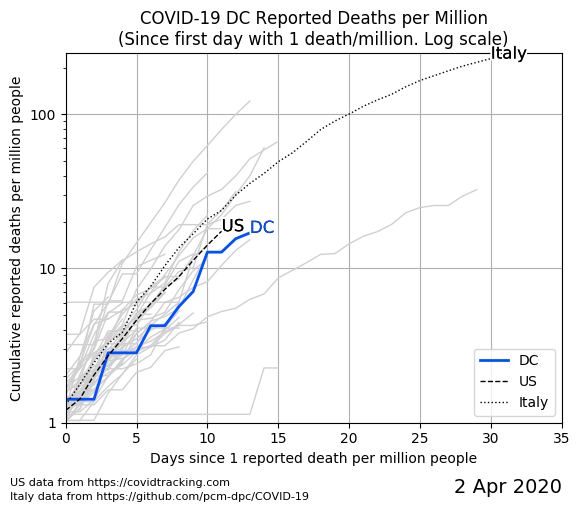 COVID-19 DC Reported Deaths per Million
(Since first day with 1 death/million. Log scale)
Cumulative reported deaths per million people
100
10
1
Italy
US DC
DC
US
Italy
0 5 10 15 20 25 30 35
Days since 1 reported death per million people
US data from https://covidtracking.com
Italy data from https://github.com/pcm-dpc/COVID-19
2 Apr 2020